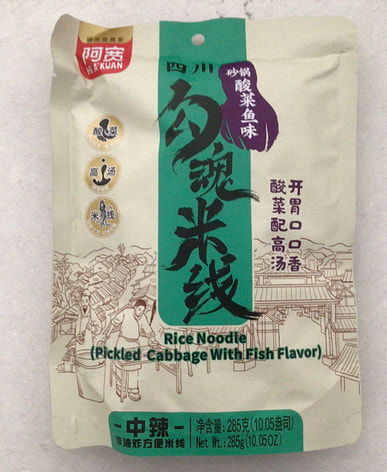 阿宽
四川
砂锅
酸菜鱼味
勾魂米线
酸菜
高汤
米线
开胃口口香
酸菜配高汤
Rice Noodle
(Pickled Cabbage With Fish Flavor)
中辣
非油炸方便米线
净含量:285克(10.05盎司)
Net Wt.:285g(10.05OZ)